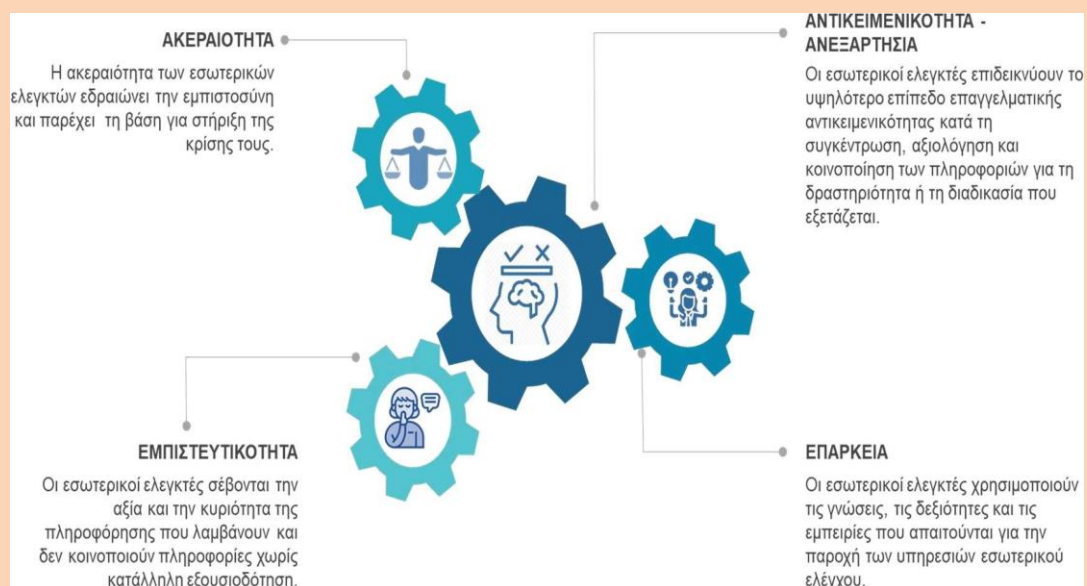 ΑΚΕΡΑΙΟΤΗΤΑ
Η ακεραιότητα των εσωτερικών
ελεγκτών εδραιώνει την εμπιστοσύνη
και παρέχει τη βάση για στήριξη της
κρίσης τους.
ΑΝΤΙΚΕΙΜΕΝΙΚΟΤΗΤΑ -
ΑΝΕΞΑΡΤΗΣΙΑ
Οι εσωτερικοί ελεγκτές επιδεικνύουν το
υψηλότερο επίπεδο επαγγελματικής
αντικειμενικότητας κατά τη
συγκέντρωση, αξιολόγηση και
κοινοποίηση των πληροφοριών για τη
δραστηριότητα ή τη διαδικασία που
εξετάζεται.
ΕΜΠΙΣΤΕΥΤΙΚΟΤΗΤΑ
Οι εσωτερικοί ελεγκτές σέβονται την
αξία και την κυριότητα της
πληροφόρησης που λαμβάνουν και
δεν κοινοποιούν πληροφορίες χωρίς
κατάλληλη εξουσιοδότηση.
ΕΠΑΡΚΕΙΑ
Οι εσωτερικοί ελεγκτές χρησιμοποιούν
τις γνώσεις, τις δεξιότητες και τις
εμπειρίες που απαιτούνται για την
παροχή των υπηρεσιών εσωτερικού
ελέγχου.